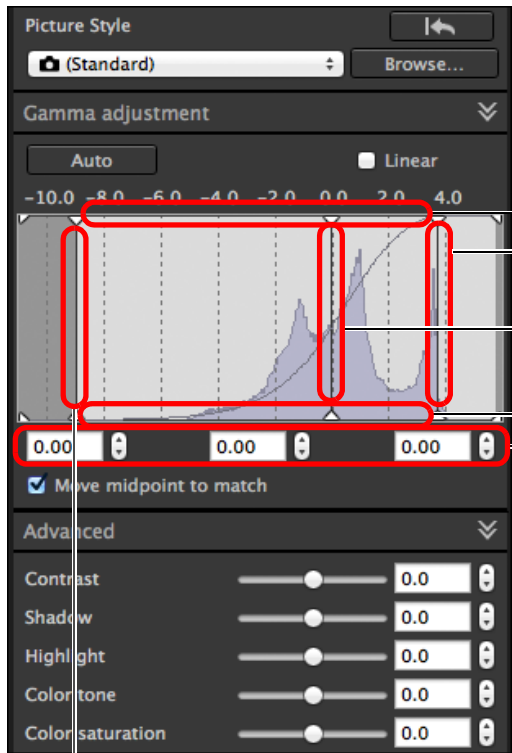 Picture Style
(Standard) Browse...
Gamma adjustment
Auto Linear
-10.0 -8.0 -6.0 -4.0 -2.0 0.0 2.0 4.0
0.00 0.00 0.00
Move midpoint to match
Advanced
Contrast 0.0
Shadow 0.0
Highlight 0.0
Color tone 0.0
Color saturation 0.0